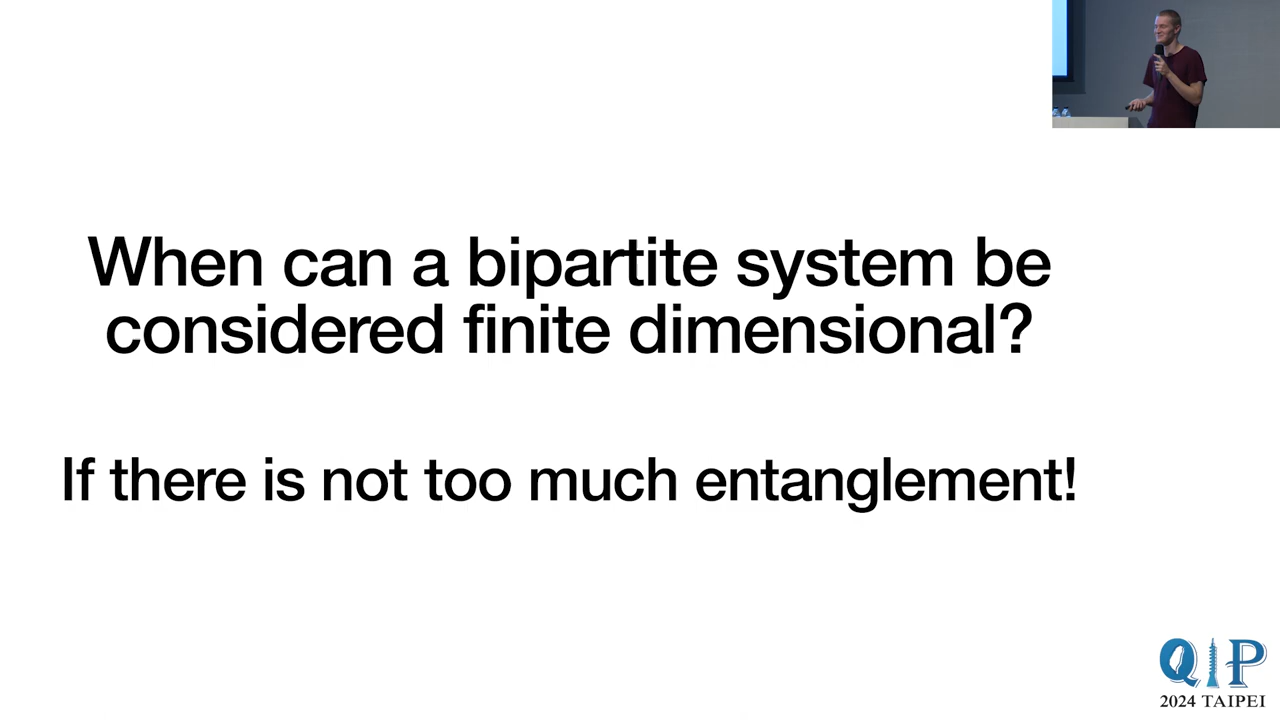 When can a bipartite system be
considered finite dimensional?
If there is not too much entanglement!
QIP
2024 TAIPEI